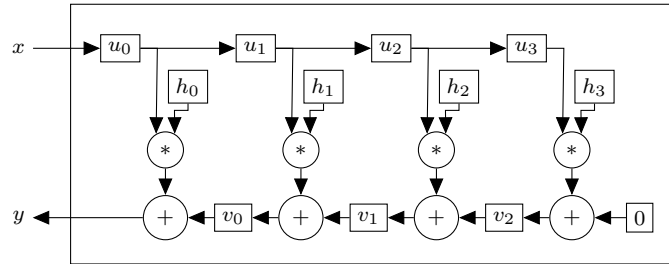 x u₀ u₁ u₂ u₃
h₀ h₁ h₂ h₃
* * * *
y + v₀ + v₁ + v₂ + 0